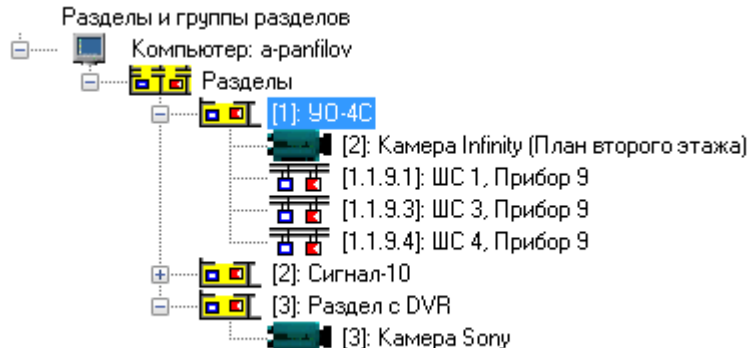 Разделы и группы разделов
Компьютер: a-panfilov
Разделы
[1]: УО-4С
[2]: Камера Infinity (План второго этажа)
[1.1.9.1]: ШС 1, Прибор 9
[1.1.9.3]: ШС 3, Прибор 9
[1.1.9.4]: ШС 4, Прибор 9
[2]: Сигнал-10
[3]: Раздел с DVR
[3]: Камера Sony